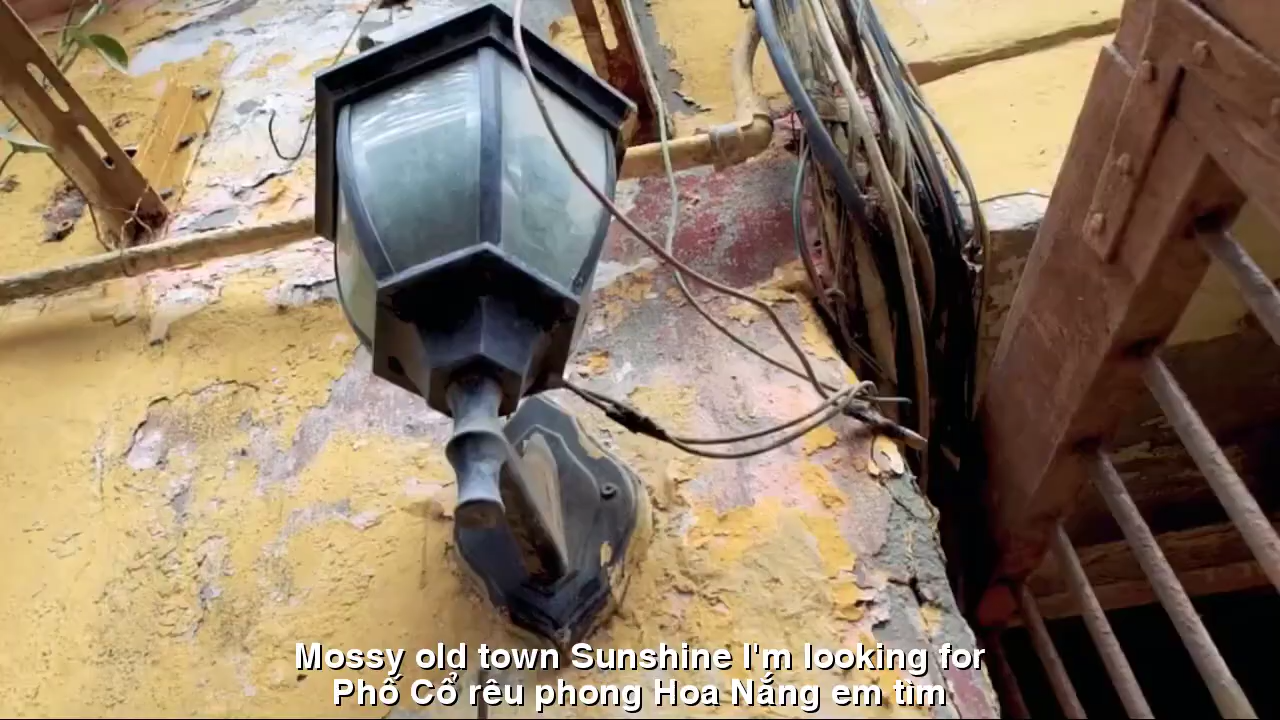 Mossy old town Sunshine I'm looking for
Phố Cổ rêu phong Hoa Nắng em tìm